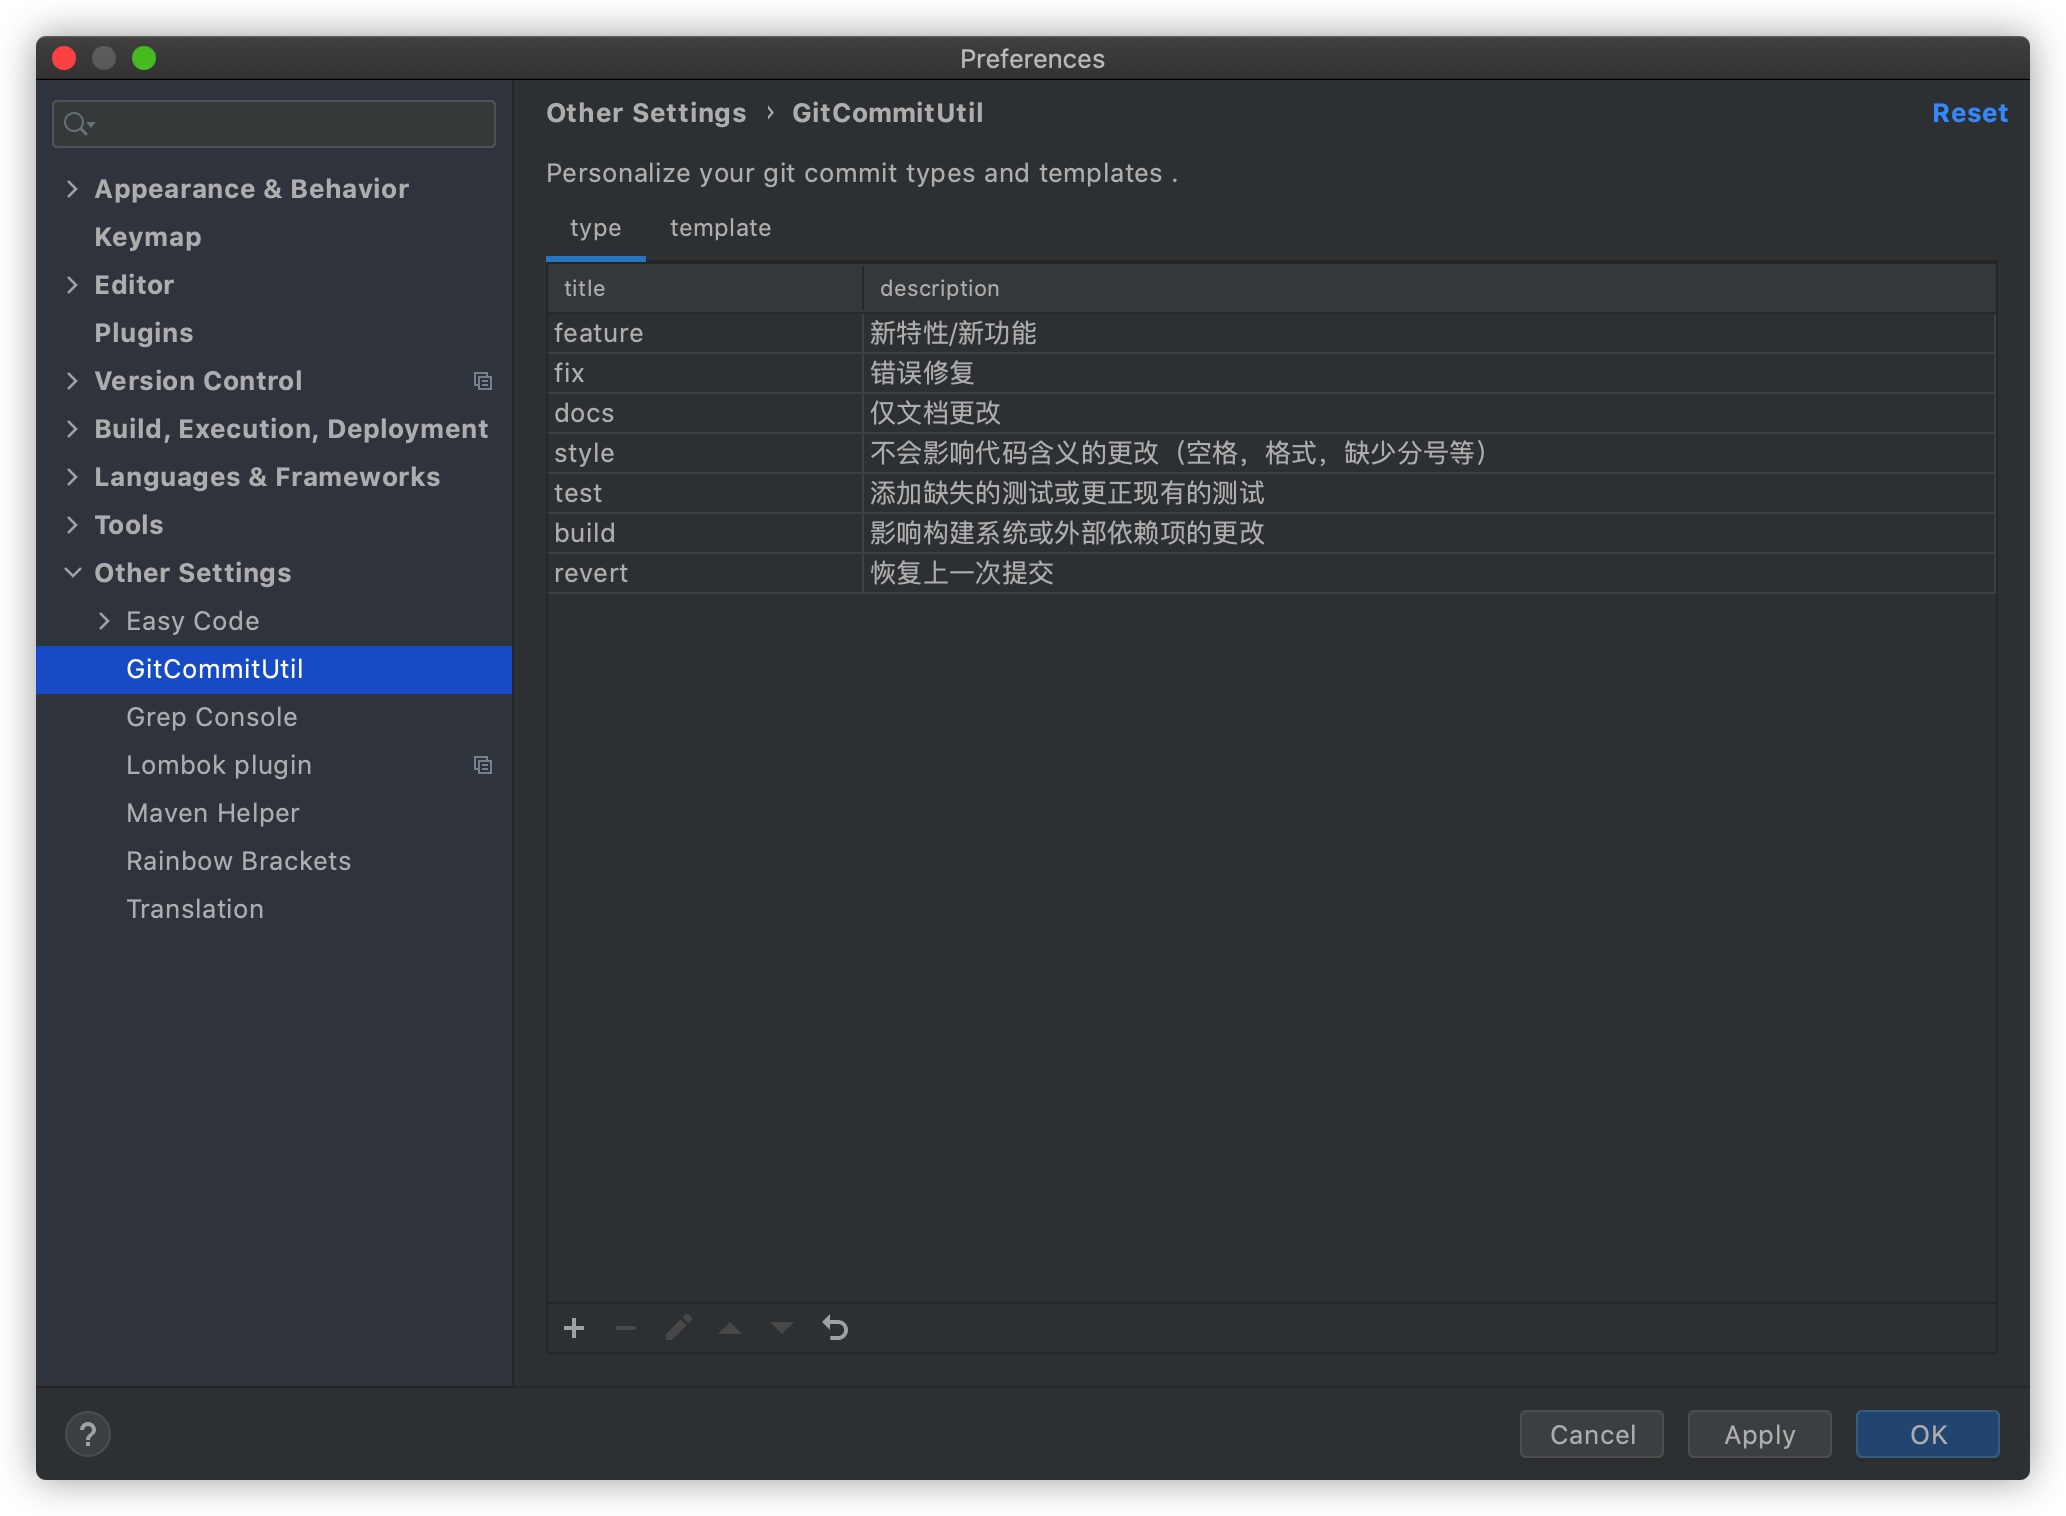 Preferences
Appearance & Behavior
Keymap
Editor
Plugins
Version Control
Build, Execution, Deployment
Languages & Frameworks
Tools
Other Settings
Easy Code
GitCommitUtil
Grep Console
Lombok plugin
Maven Helper
Rainbow Brackets
Translation
Other Settings › GitCommitUtil
Reset
Personalize your git commit types and templates .
type template
title description
feature 新特性/新功能
fix 错误修复
docs 仅文档更改
style 不会影响代码含义的更改（空格，格式，缺少分号等）
test 添加缺失的测试或更正现有的测试
build 影响构建系统或外部依赖项的更改
revert 恢复上一次提交
?
Cancel Apply OK